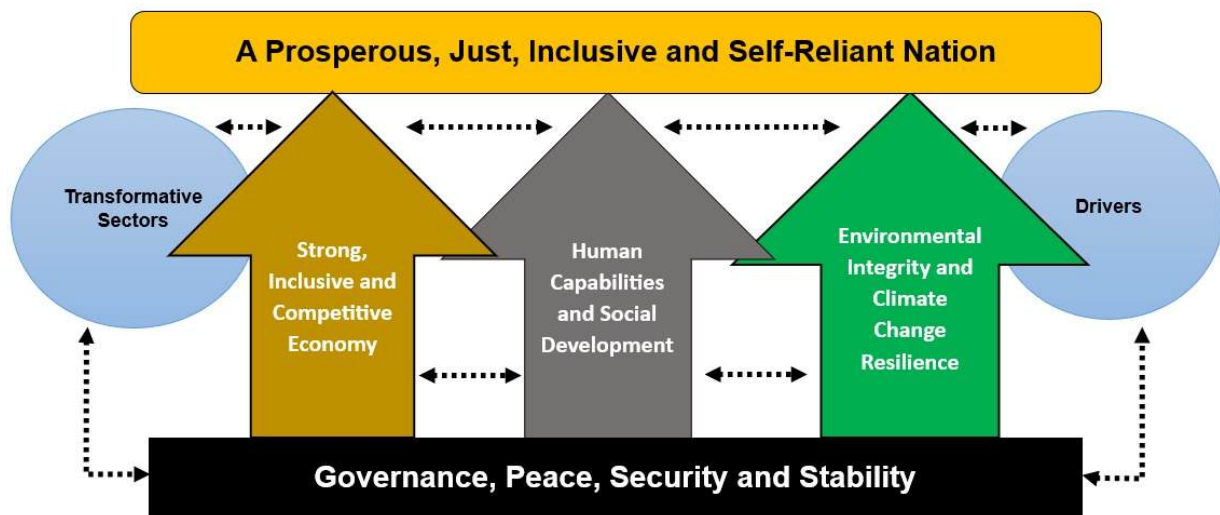 A Prosperous, Just, Inclusive and Self-Reliant Nation
Transformative
Sectors
Strong,
Inclusive and
Competitive
Economy
Human
Capabilities
and Social
Development
Environmental
Integrity and
Climate
Change
Resilience
Drivers
Governance, Peace, Security and Stability